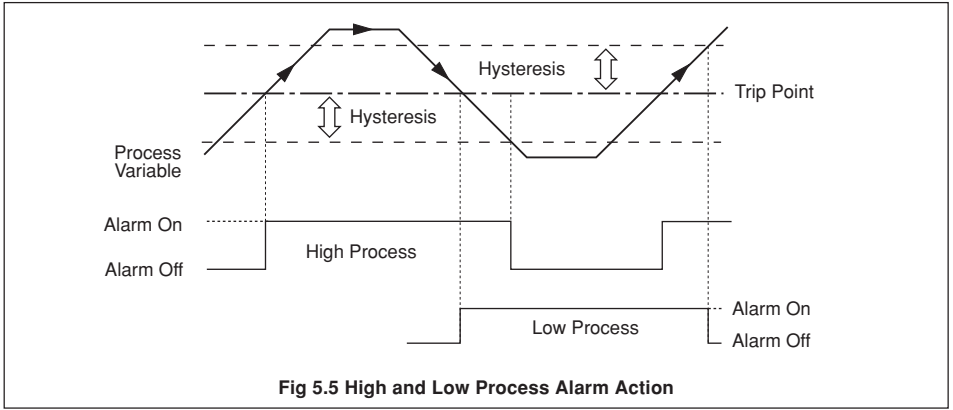 Hysteresis
Trip Point
Hysteresis
Process
Variable
Alarm On
High Process
Alarm Off
Alarm On
Low Process
Alarm Off
Fig 5.5 High and Low Process Alarm Action